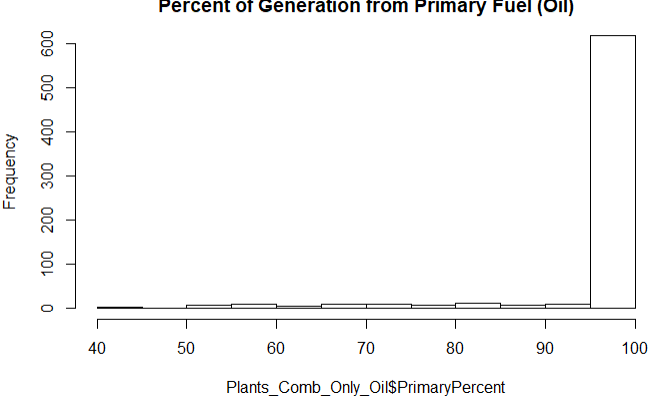 Percent of Generation from Primary Fuel (Oil)
Frequency
600
500
400
300
200
100
0
40 50 60 70 80 90 100
Plants_Comb_Only_Oil$PrimaryPercent